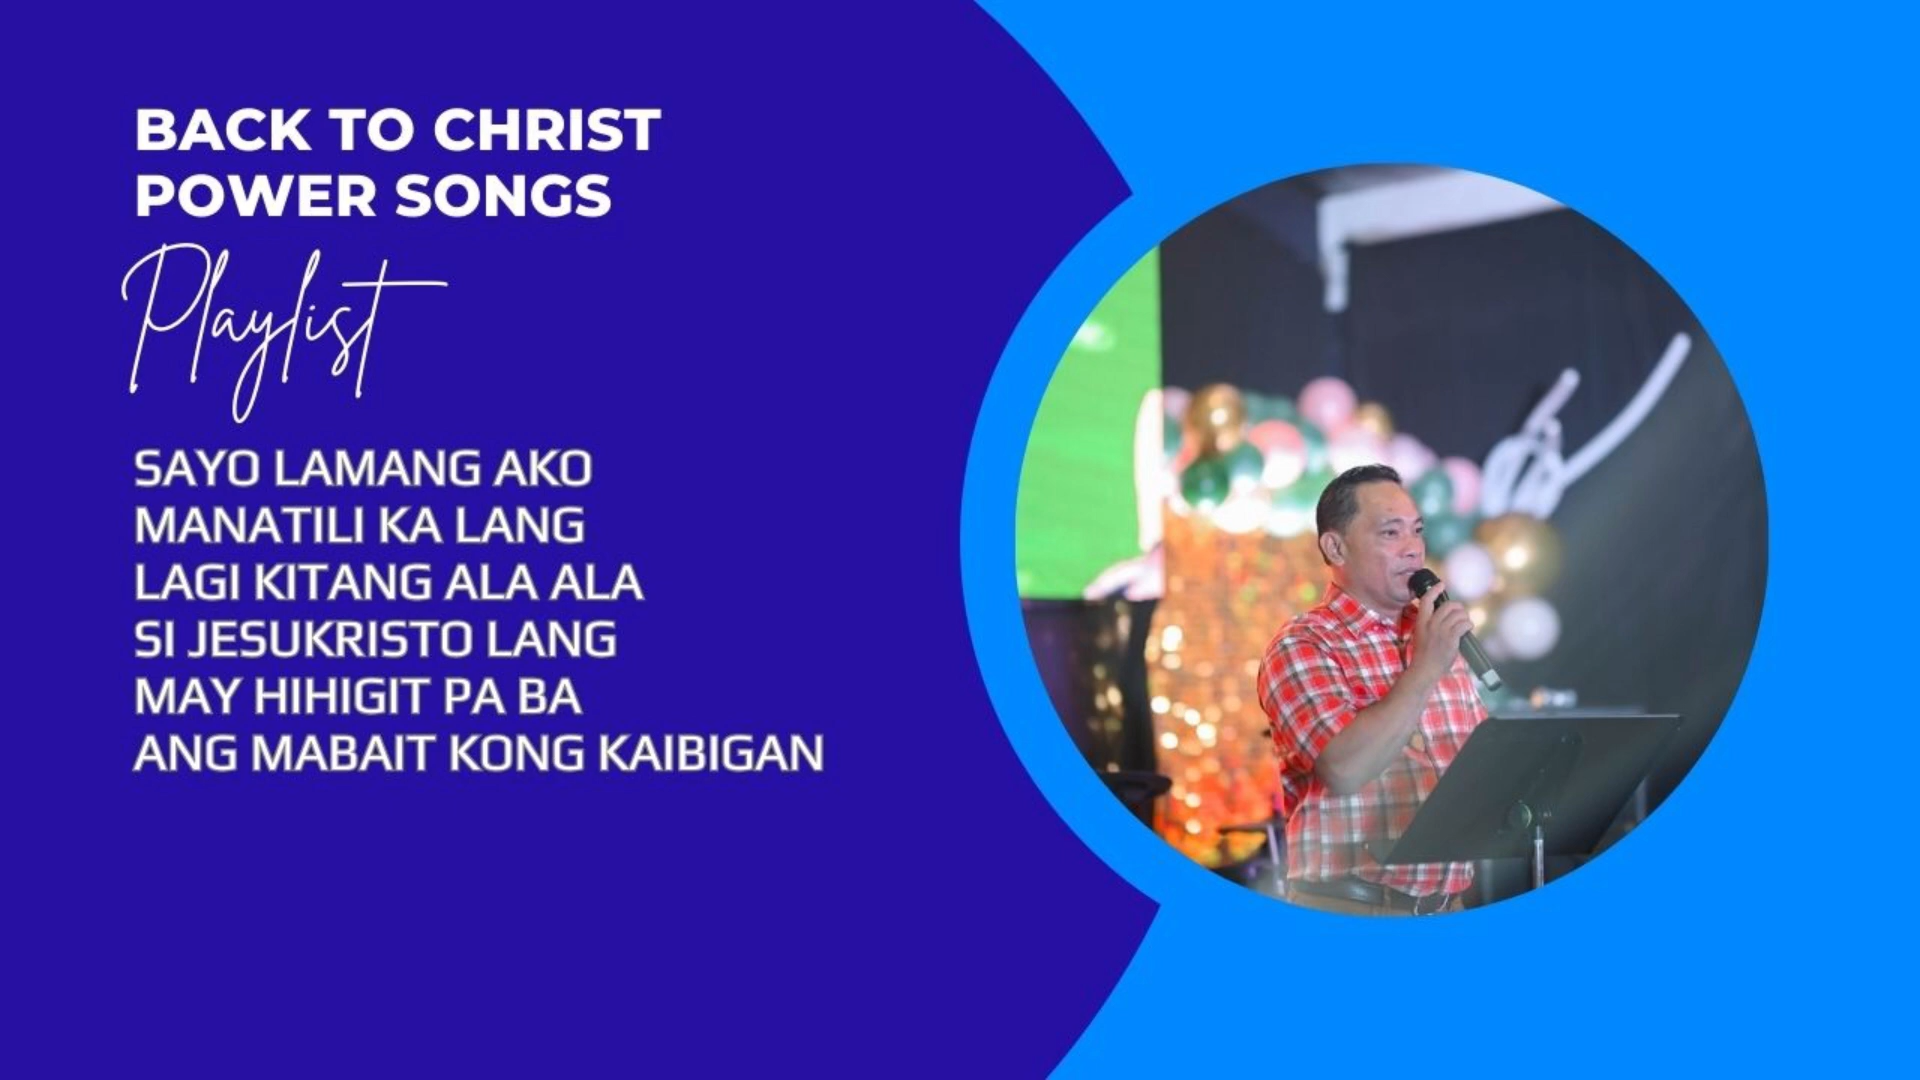 BACK TO CHRIST
POWER SONGS
Playlist
SAYO LAMANG AKO
MANATILI KA LANG
LAGI KITANG ALA ALA
SI JESUKRISTO LANG
MAY HIHIGIT PA BA
ANG MABAIT KONG KAIBIGAN